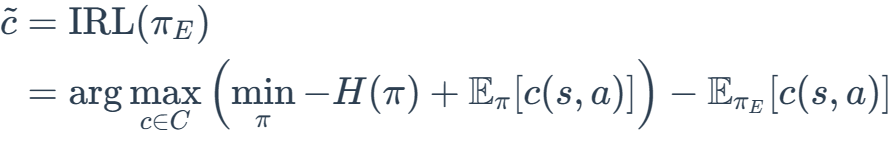 c̃ = IRL(π_E)
= arg max_{c∈C} ( min_π −H(π) + 𝔼_π[c(s, a)] ) − 𝔼_{π_E}[c(s, a)]